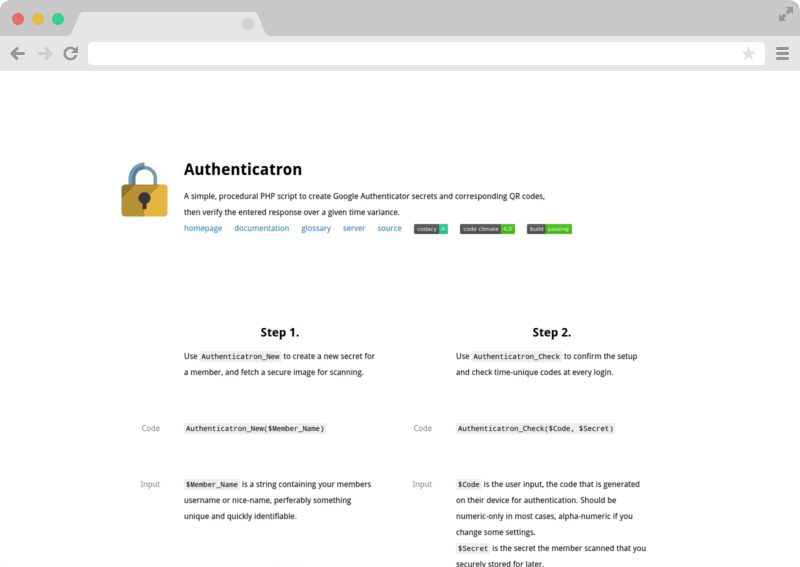 Authenticatron
A simple, procedural PHP script to create Google Authenticator secrets and corresponding QR codes,
then verify the entered response over a given time variance.
homepage documentation glossary server source codacy A code climate 4.0 build passing
Step 1.
Use Authenticatron_New to create a new secret for
a member, and fetch a secure image for scanning.
Code Authenticatron_New($Member_Name)
Input $Member_Name is a string containing your members
username or nice-name, perferably something
unique and quickly identifiable.
Step 2.
Use Authenticatron_Check to confirm the setup
and check time-unique codes at every login.
Code Authenticatron_Check($Code, $Secret)
Input $Code is the user input, the code that is generated
on their device for authentication. Should be
numeric-only in most cases, alpha-numeric if you
change some settings.
$Secret is the secret the member scanned that you
securely stored for later.